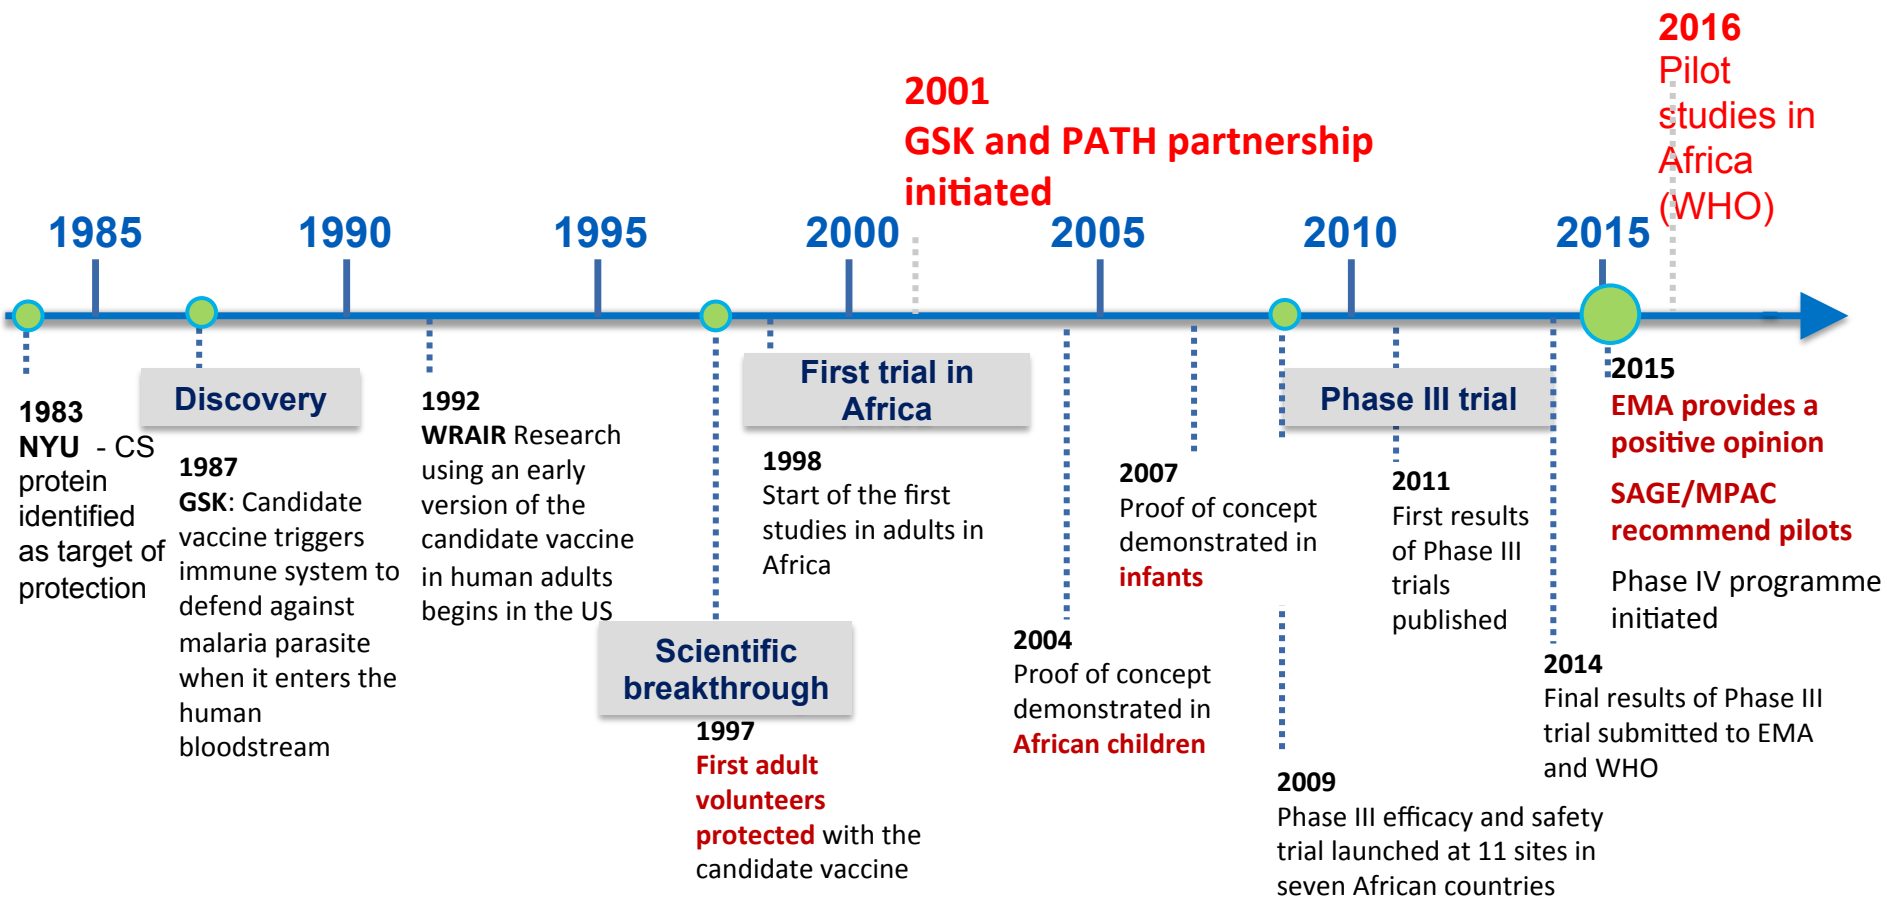 2016
Pilot
studies in
Africa
(WHO)
2001
GSK and PATH partnership
initiated
1985
1990
1995
2000
2005
2010
2015
Discovery
First trial in
Africa
Phase III trial
Scientific
breakthrough
1983
NYU - CS
protein
identified
as target of
protection
1987
GSK: Candidate
vaccine triggers
immune system to
defend against
malaria parasite
when it enters the
human
bloodstream
1992
WRAIR Research
using an early
version of the
candidate vaccine
in human adults
begins in the US
1997
First adult
volunteers
protected with the
candidate vaccine
1998
Start of the first
studies in adults in
Africa
2004
Proof of concept
demonstrated in
African children
2007
Proof of concept
demonstrated in
infants
2009
Phase III efficacy and safety
trial launched at 11 sites in
seven African countries
2011
First results
of Phase III
trials
published
2014
Final results of Phase III
trial submitted to EMA
and WHO
2015
EMA provides a
positive opinion
SAGE/MPAC
recommend pilots
Phase IV programme
initiated